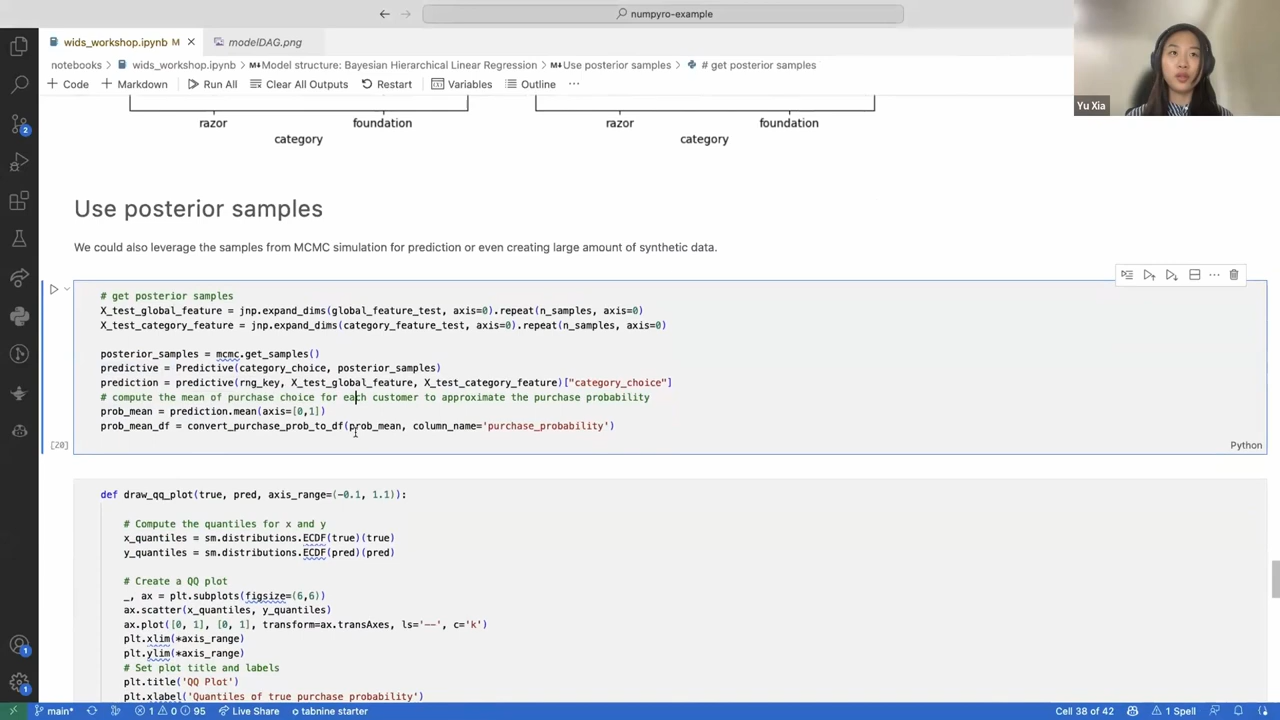 numpyro-example
wids_workshop.ipynb M
modelDAG.png
notebooks > wids_workshop.ipynb > Model structure: Bayesian Hierarchical Linear Regression > Use posterior samples > # get posterior samples
+ Code + Markdown Run All Clear All Outputs Restart Variables Outline ...
razor foundation razor foundation
category category
Yu Xia
Use posterior samples
We could also leverage the samples from MCMC simulation for prediction or even creating large amount of synthetic data.
# get posterior samples
X_test_global_feature = jnp.expand_dims(global_feature_test, axis=0).repeat(n_samples, axis=0)
X_test_category_feature = jnp.expand_dims(category_feature_test, axis=0).repeat(n_samples, axis=0)
posterior_samples = mcmc.get_samples()
predictive = Predictive(category_choice, posterior_samples)
prediction = predictive(rng_key, X_test_global_feature, X_test_category_feature)["category_choice"]
# compute the mean of purchase choice for each customer to approximate the purchase probability
prob_mean = prediction.mean(axis=[0,1])
prob_mean_df = convert_purchase_prob_to_df(prob_mean, column_name='purchase_probability')
[20] Python
def draw_qq_plot(true, pred, axis_range=(-0.1, 1.1)):
# Compute the quantiles for x and y
x_quantiles = sm.distributions.ECDF(true)(true)
y_quantiles = sm.distributions.ECDF(pred)(pred)
# Create a QQ plot
_, ax = plt.subplots(figsize=(6,6))
ax.scatter(x_quantiles, y_quantiles)
ax.plot([0, 1], [0, 1], transform=ax.transAxes, ls='--', c='k')
plt.xlim(*axis_range)
plt.ylim(*axis_range)
# Set plot title and labels
plt.title('QQ Plot')
plt.xlabel('Quantiles of true purchase probability')
2
1
1
main* 1 0 95 Live Share tabnine starter Cell 38 of 42 1 Spell